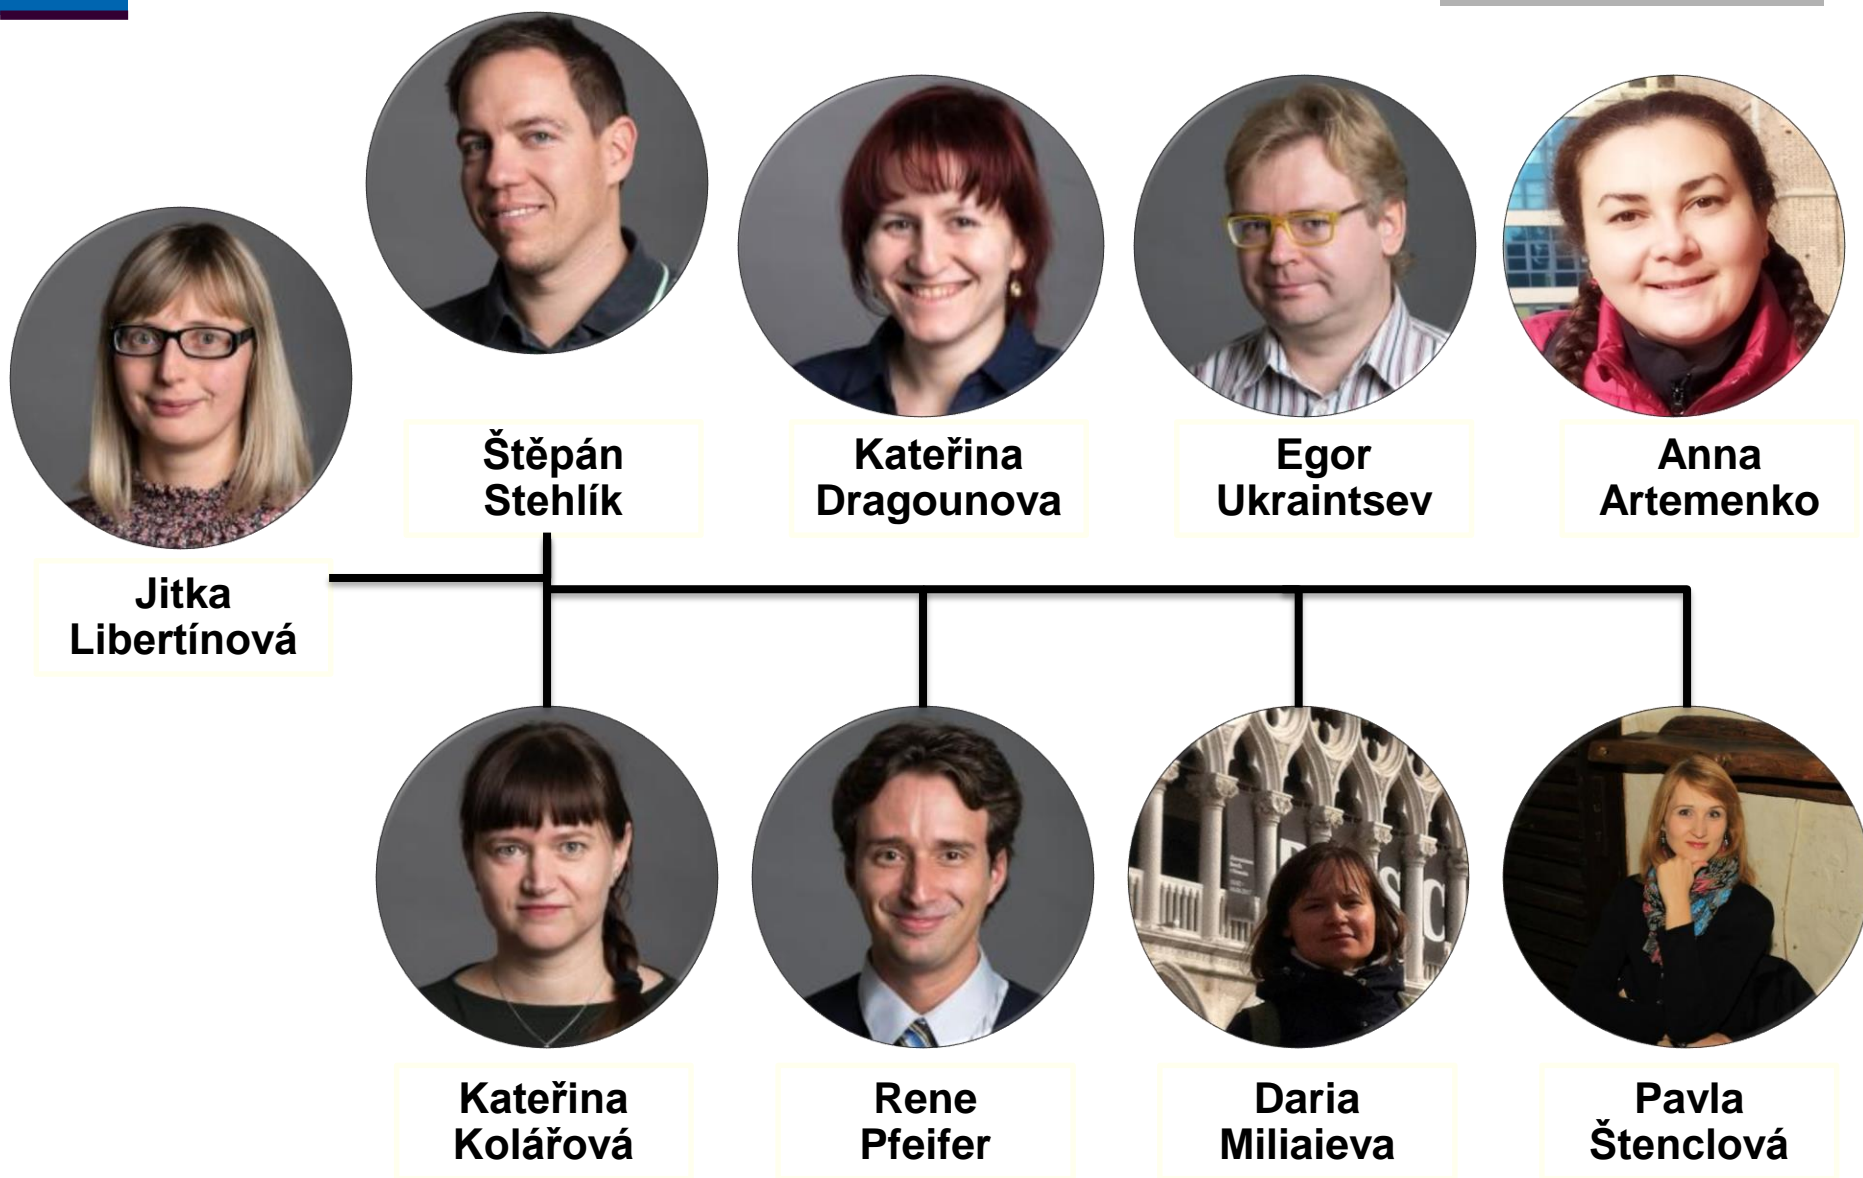 Štěpán
Stehlík
Kateřina
Dragounova
Egor
Ukraintsev
Anna
Artemenko
Jitka
Libertínová
Kateřina
Kolářová
Rene
Pfeifer
Daria
Miliaieva
Pavla
Štenclová